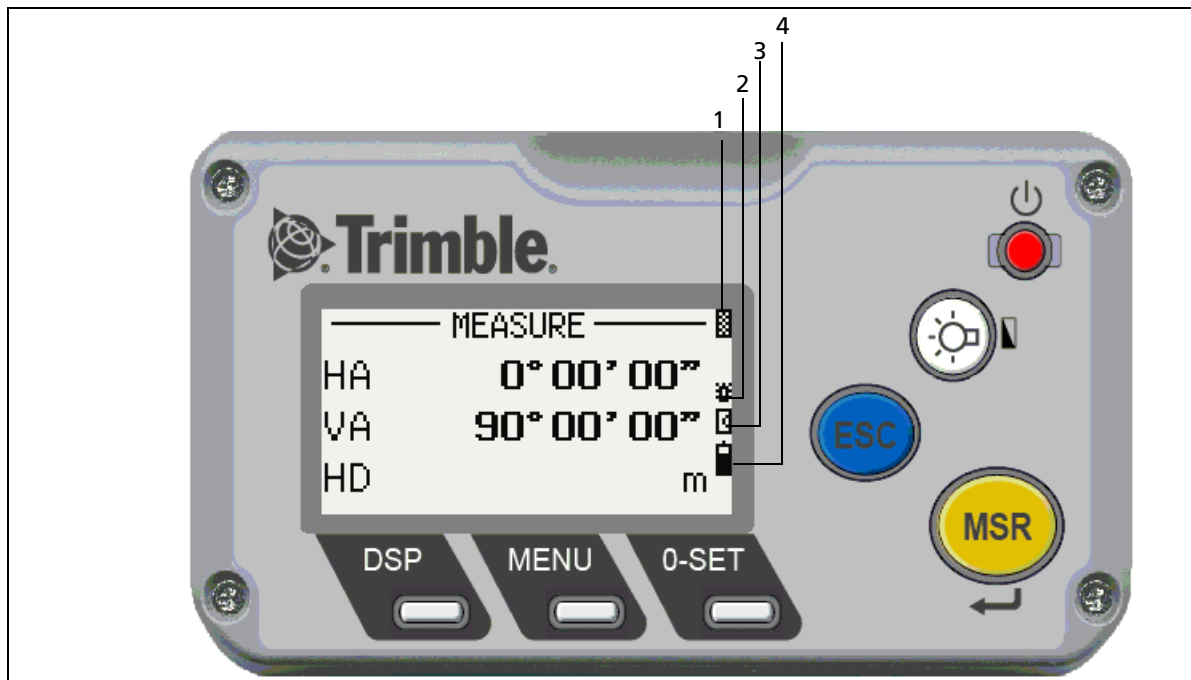 4
3
2
1
Trimble.
MEASURE
HA 0° 00' 00"
VA 90° 00' 00"
HD m
ESC
MSR
DSP MENU 0-SET